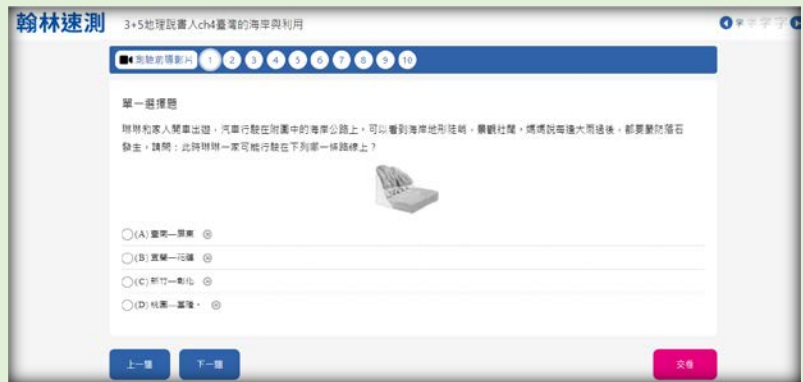 翰林速測 3+5地理說書人ch4臺灣的海岸與利用
字 字 字 字
測驗前導影片 1 2 3 4 5 6 7 8 9 10
單一選擇題
琳琳和家人開車出遊,汽車行駛在附圖中的海岸公路上,可以看到海岸地形陡峭,景觀壯闊,媽媽說每逢大雨過後,都要嚴防落石
發生,請問:此時琳琳一家可能行駛在下列哪一條路線上?
(A) 臺南—屏東
(B) 宜蘭—花蓮
(C) 新竹—彰化
(D) 桃園—基隆。
上一題 下一題 交卷